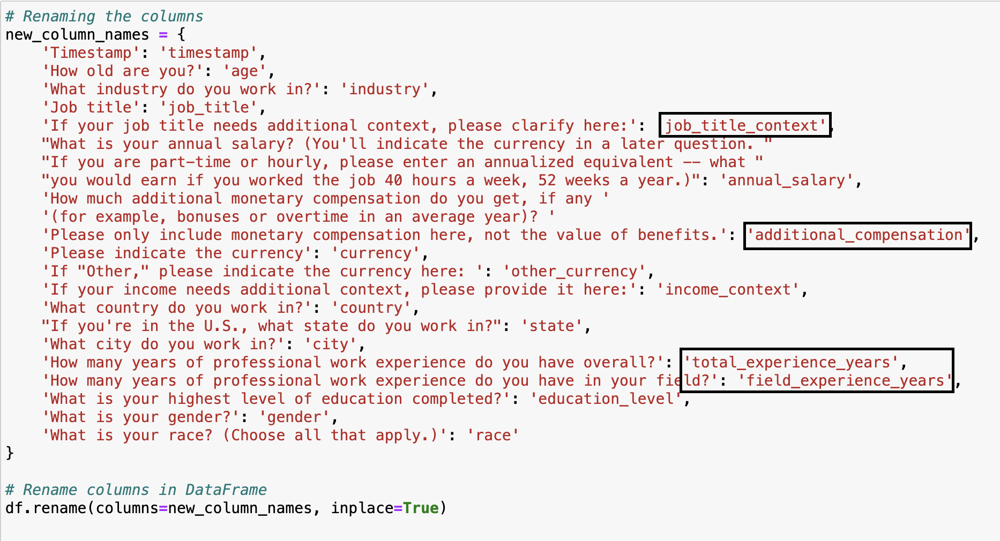 # Renaming the columns
new_column_names = {
    'Timestamp': 'timestamp',
    'How old are you?': 'age',
    'What industry do you work in?': 'industry',
    'Job title': 'job_title',
    'If your job title needs additional context, please clarify here:': job_title_context',
    "What is your annual salary? (You'll indicate the currency in a later question. "
    "If you are part-time or hourly, please enter an annualized equivalent -- what "
    "you would earn if you worked the job 40 hours a week, 52 weeks a year.)": 'annual_salary',
    'How much additional monetary compensation do you get, if any '
    '(for example, bonuses or overtime in an average year)? '
    'Please only include monetary compensation here, not the value of benefits.': 'additional_compensation',
    'Please indicate the currency': 'currency',
    'If "Other," please indicate the currency here: ': 'other_currency',
    'If your income needs additional context, please provide it here:': 'income_context',
    'What country do you work in?': 'country',
    "If you're in the U.S., what state do you work in?": 'state',
    'What city do you work in?': 'city',
    'How many years of professional work experience do you have overall?': 'total_experience_years',
    'How many years of professional work experience do you have in your field?': 'field_experience_years',
    'What is your highest level of education completed?': 'education_level',
    'What is your gender?': 'gender',
    'What is your race? (Choose all that apply.)': 'race'
}
# Rename columns in DataFrame
df.rename(columns=new_column_names, inplace=True)